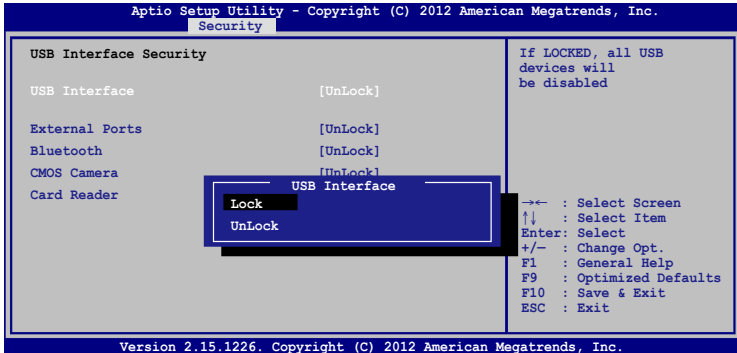 Aptio Setup Utility - Copyright (C) 2012 American Megatrends, Inc.
Security
USB Interface Security
USB Interface [UnLock]
External Ports [UnLock]
Bluetooth [UnLock]
CMOS Camera [UnLock]
Card Reader
USB Interface
Lock
UnLock
If LOCKED, all USB
devices will
be disabled
→← : Select Screen
↑↓ : Select Item
Enter: Select
+/— : Change Opt.
F1 : General Help
F9 : Optimized Defaults
F10 : Save & Exit
ESC : Exit
Version 2.15.1226. Copyright (C) 2012 American Megatrends, Inc.